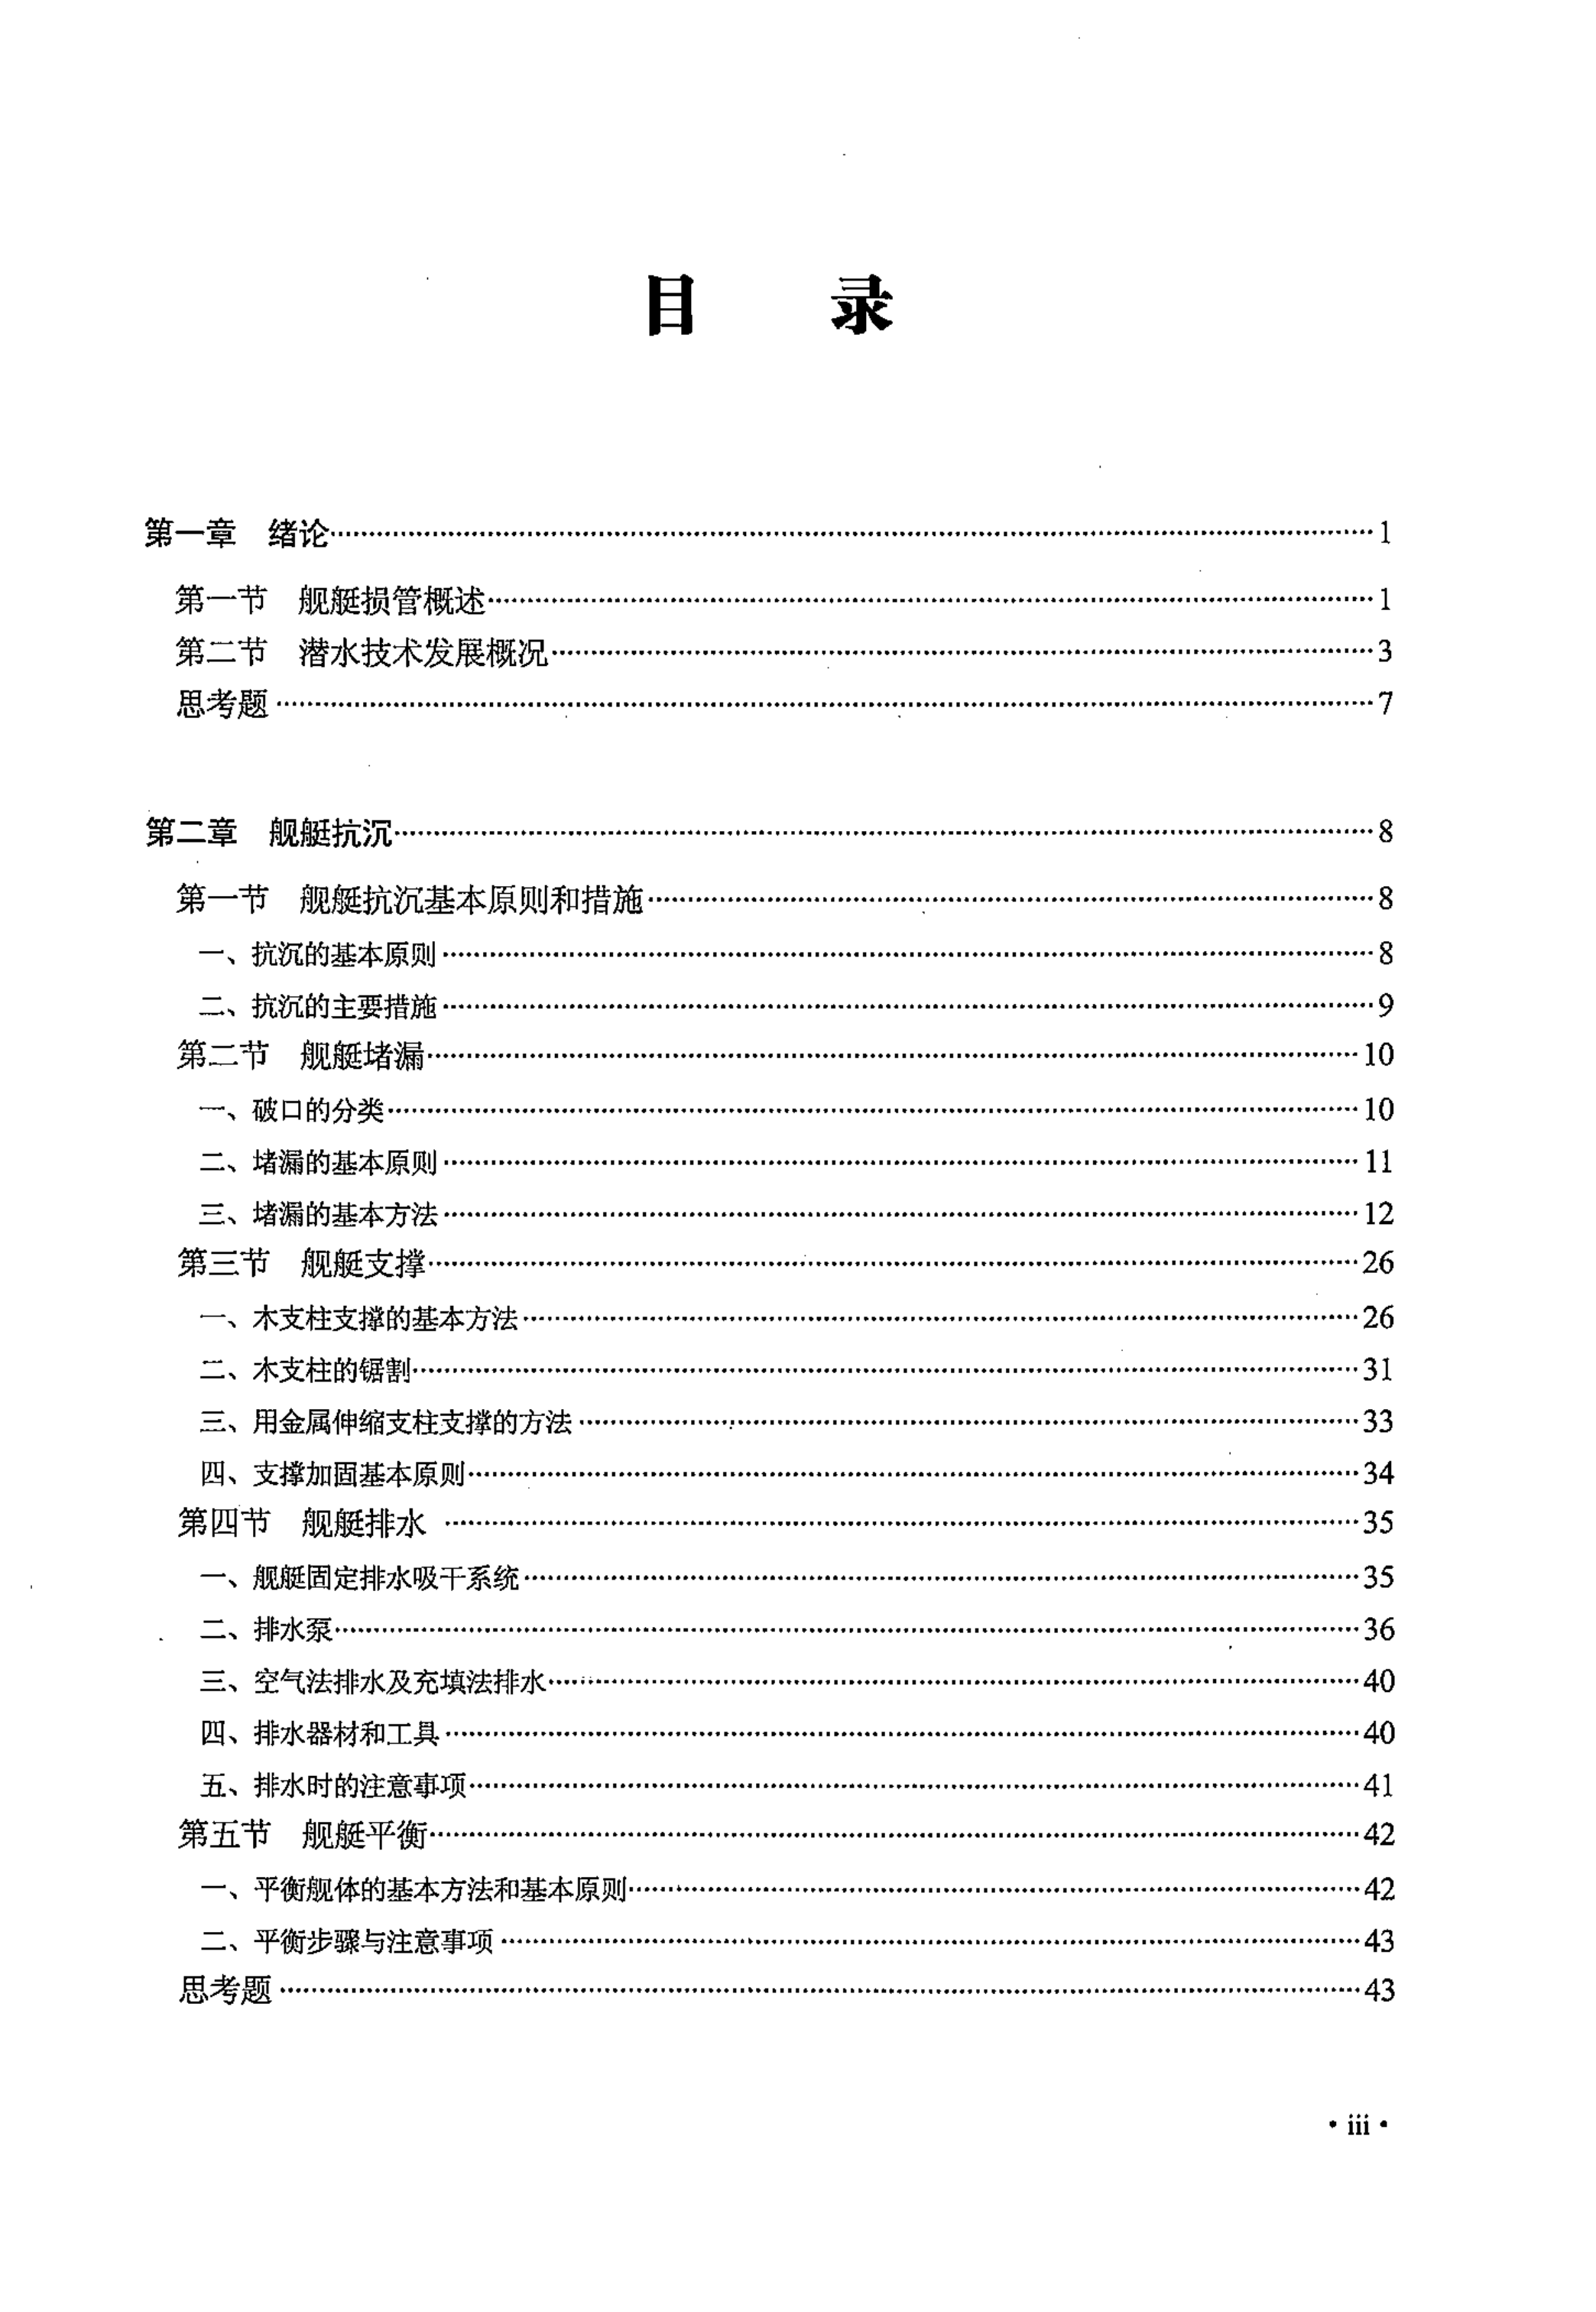 目 录
第一章 绪论……1
第一节 舰艇损管概述……1
第二节 潜水技术发展概况……3
思考题……7
第二章 舰艇抗沉……8
第一节 舰艇抗沉基本原则和措施……8
一、抗沉的基本原则……8
二、抗沉的主要措施……9
第二节 舰艇堵漏……10
一、破口的分类……10
二、堵漏的基本原则……11
三、堵漏的基本方法……12
第三节 舰艇支撑……26
一、木支柱支撑的基本方法……26
二、木支柱的锯割……31
三、用金属伸缩支柱支撑的方法……33
四、支撑加固基本原则……34
第四节 舰艇排水……35
一、舰艇固定排水吸干系统……35
二、排水泵……36
三、空气法排水及充填法排水……40
四、排水器材和工具……40
五、排水时的注意事项……41
第五节 舰艇平衡……42
一、平衡舰体的基本方法和基本原则……42
二、平衡步骤与注意事项……43
思考题……43
· iii ·